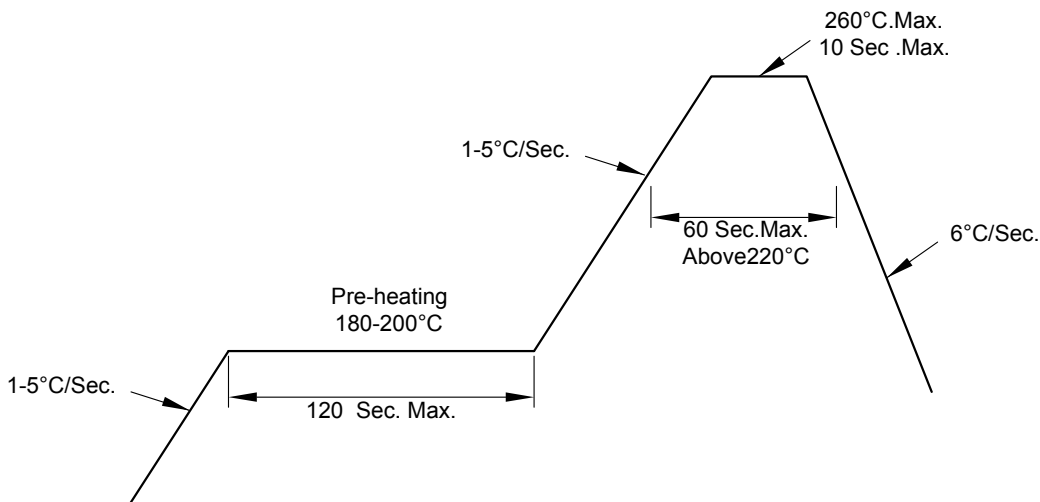 260°C.Max.
10 Sec .Max.
1-5°C/Sec.
60 Sec.Max.
Above220°C
6°C/Sec.
Pre-heating
180-200°C
1-5°C/Sec.
120 Sec. Max.